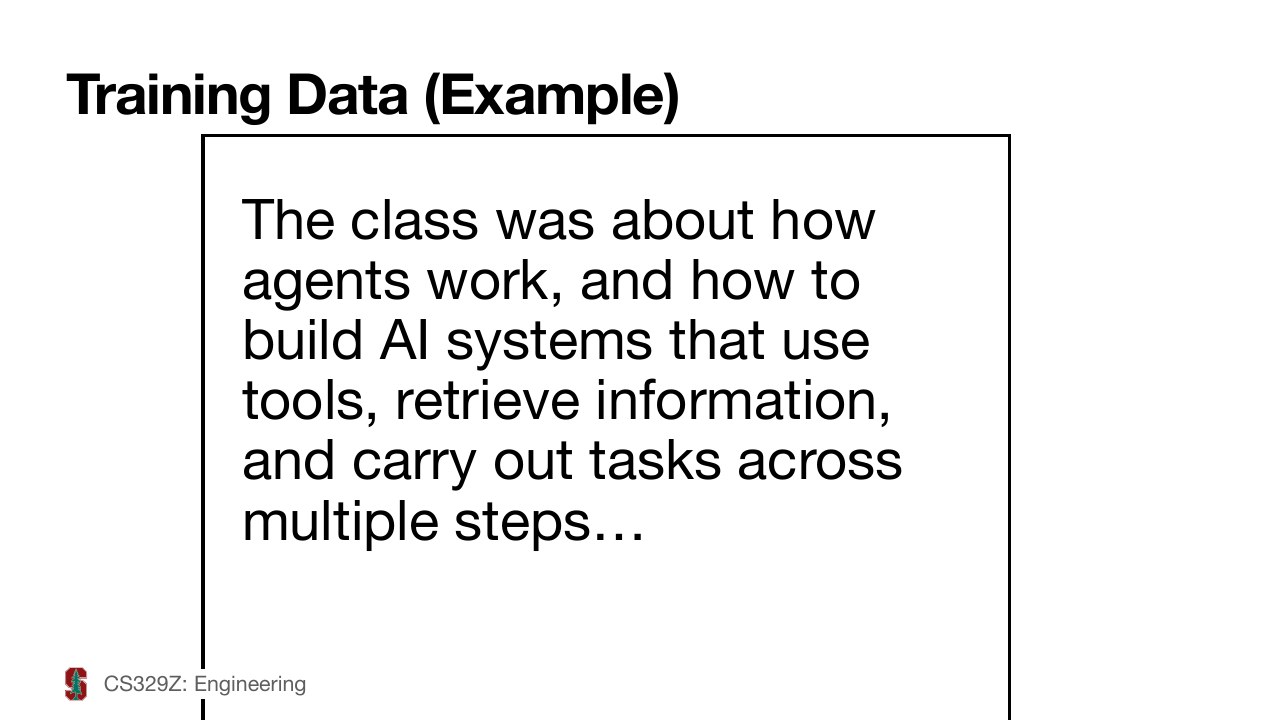 Training Data (Example)
The class was about how
agents work, and how to
build AI systems that use
tools, retrieve information,
and carry out tasks across
multiple steps…
CS329Z: Engineering